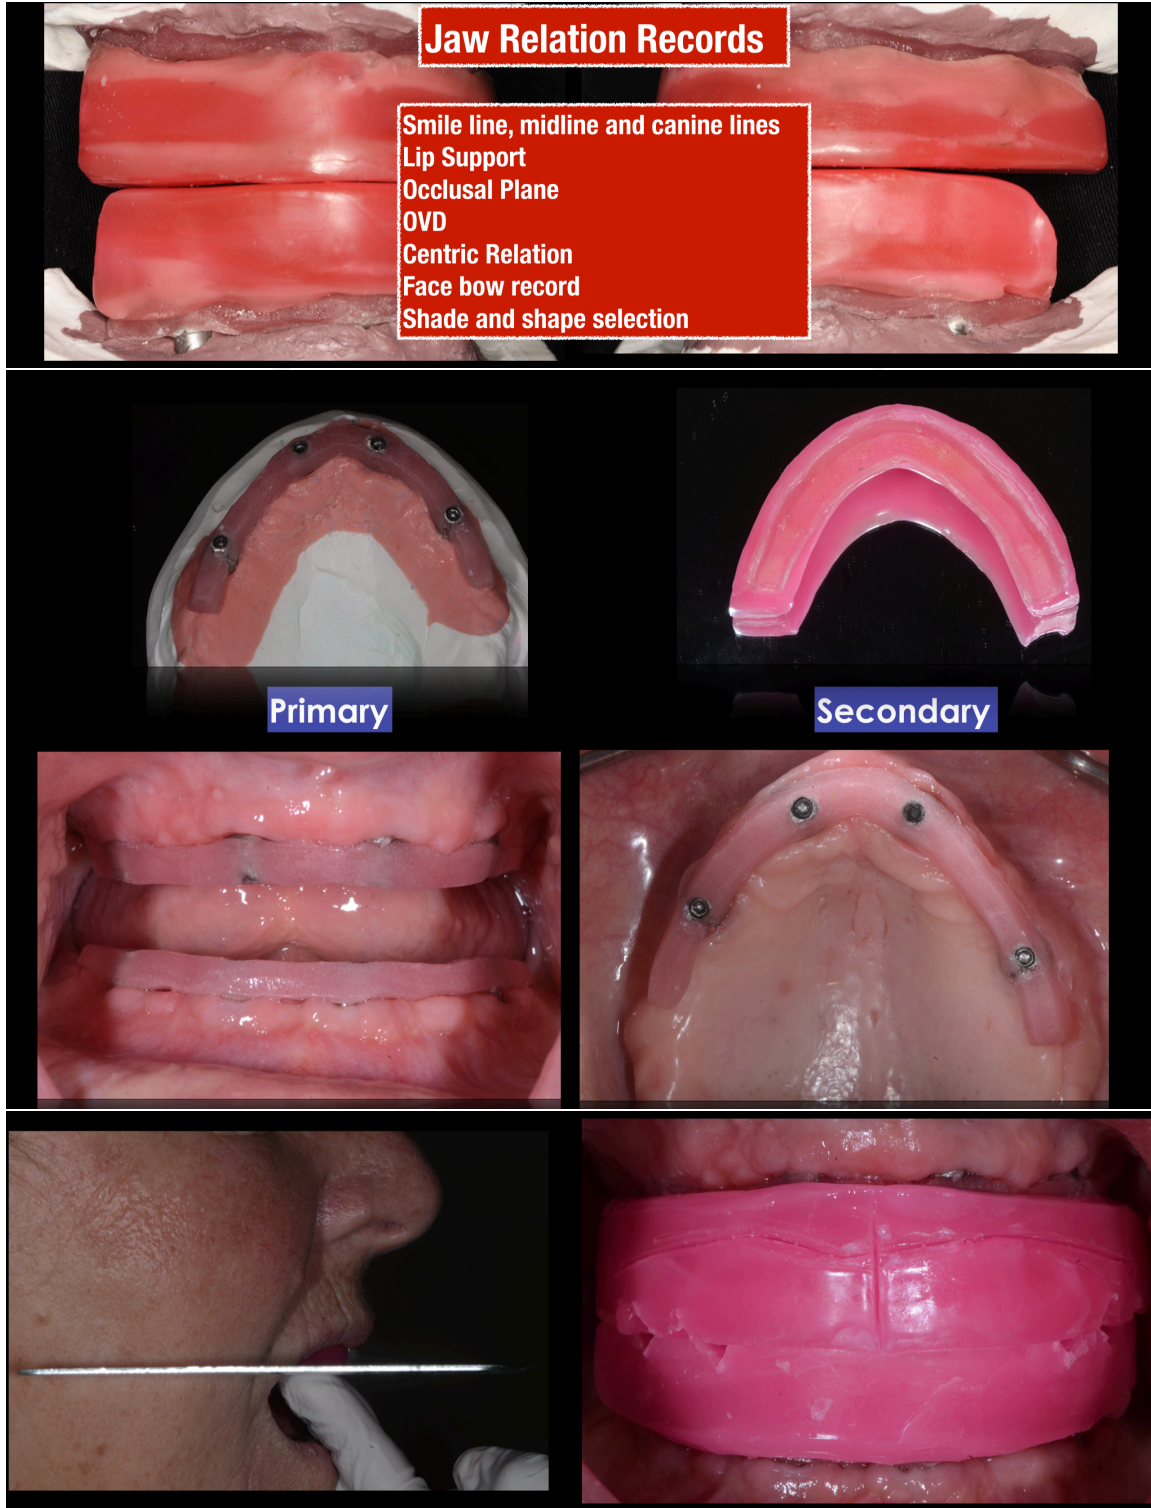 Jaw Relation Records
Smile line, midline and canine lines
Lip Support
Occlusal Plane
OVD
Centric Relation
Face bow record
Shade and shape selection
Primary
Secondary